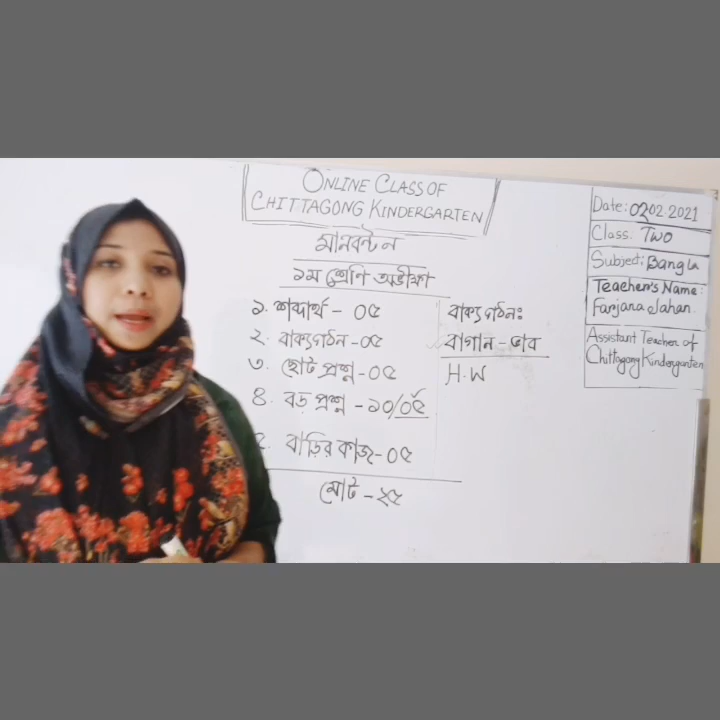 ONLINE CLASS OF
CHITTAGONG KINDERGARTEN
মানবন্টন
১ম শ্রেণি অভীক্ষা
১. শব্দার্থ - ০৫
২. বাক্যগঠন - ০৫
৩. ছোট প্রশ্ন - ০৫
৪. বড় প্রশ্ন - ১০/০৫
৫. বাড়ির কাজ - ০৫
মোট - ২৫
বাক্য গঠনঃ
বাগান - ভাব
H.W
Date: 02.02.2021
Class: Two
Subject: Bangla
Teacher's Name:
Farjana Jahan.
Assistant Teacher of
Chittagong Kindergarten